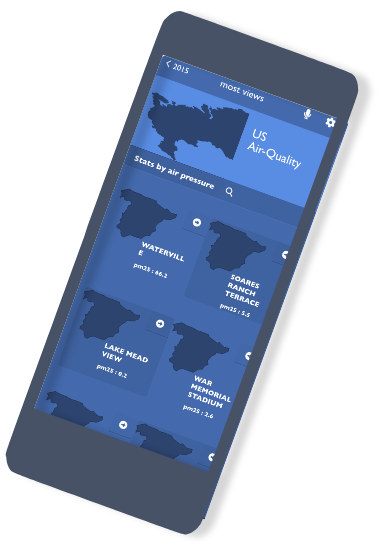 2015
most views
US
Air-Quality
Stats by air pressure
WATERVILL
E
pm25 : 46.2
SOARES
RANCH
TERRACE
pm25 : 5.5
LAKE HEAD
VIEW
pm25 : 0.2
WAR
MEMORIAL
STADIUM
pm25 : 2.6